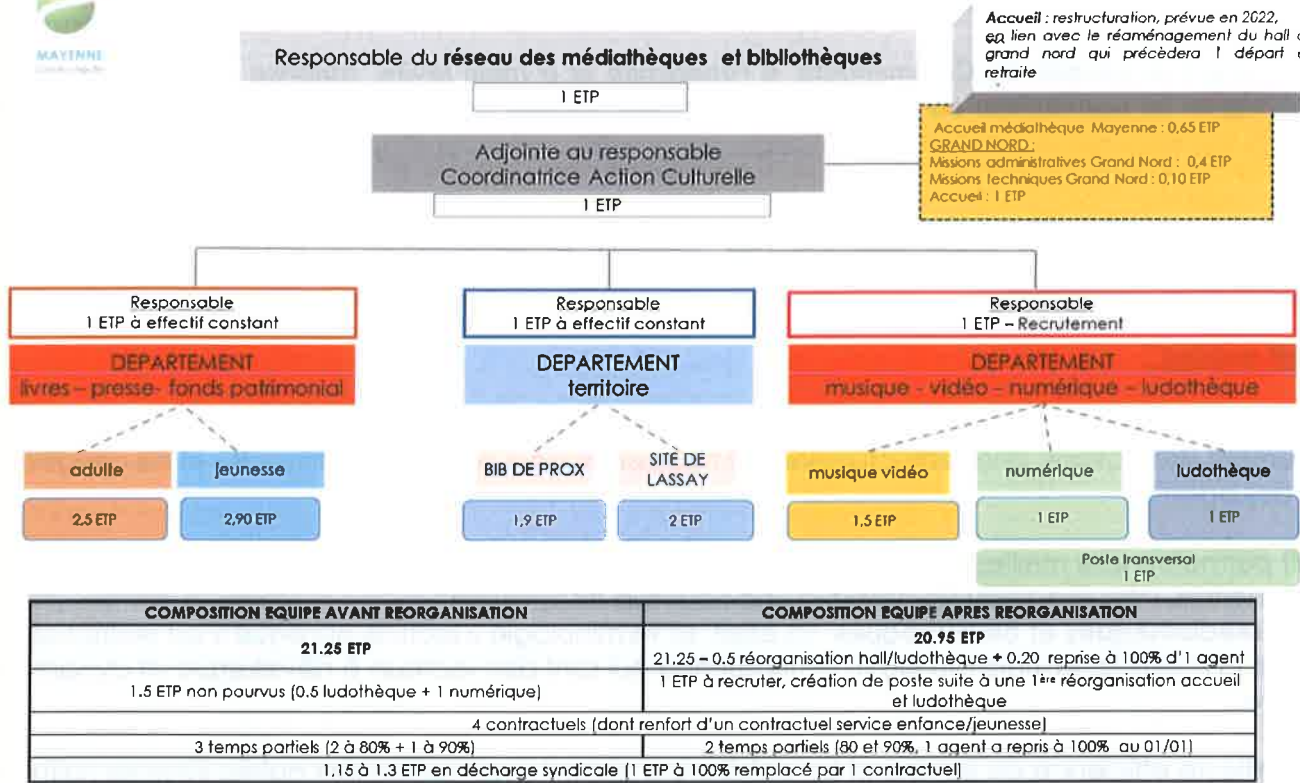 MAYENNE
Accueil : restructuration, prévue en 2022,
en lien avec le réaménagement du hall
grand nord qui précèdera l départ
retraite
Responsable du réseau des médiathèques et bibliothèques
1 ETP
Accueil médiathèque Mayenne : 0,65 ETP
GRAND NORD :
Missions administratives Grand Nord : 0,4 ETP
Missions techniques Grand Nord : 0,10 ETP
Accueil : 1 ETP
Adjointe au responsable
Coordinatrice Action Culturelle
1 ETP
Responsable
1 ETP à effectif constant
DEPARTEMENT
livres – presse- fonds patrimonial
adulte
jeunesse
2,5 ETP
2,90 ETP
Responsable
1 ETP à effectif constant
DEPARTEMENT
territoire
BIB DE PROX
SITE DE
LASSAY
1,9 ETP
2 ETP
Responsable
1 ETP – Recrutement
DEPARTEMENT
musique - vidéo – numérique – ludothèque
musique vidéo
numérique
ludothèque
1,5 ETP
1 ETP
1 ETP
Poste transversal
1 ETP
COMPOSITION EQUIPE AVANT REORGANISATION
COMPOSITION EQUIPE APRES REORGANISATION
21.25 ETP
20.95 ETP
21.25 – 0.5 réorganisation hall/ludothèque + 0.20 reprise à 100% d'1 agent
1.5 ETP non pourvus (0.5 ludothèque + 1 numérique)
1 ETP à recruter, création de poste suite à une 1ère réorganisation accueil
et ludothèque
4 contractuels (dont renfort d'un contractuel service enfance/jeunesse)
3 temps partiels (2 à 80% + 1 à 90%)
2 temps partiels (80 et 90%, 1 agent a repris à 100% au 01/01)
1,15 à 1.3 ETP en décharge syndicale (1 ETP à 100% remplacé par 1 contractuel)